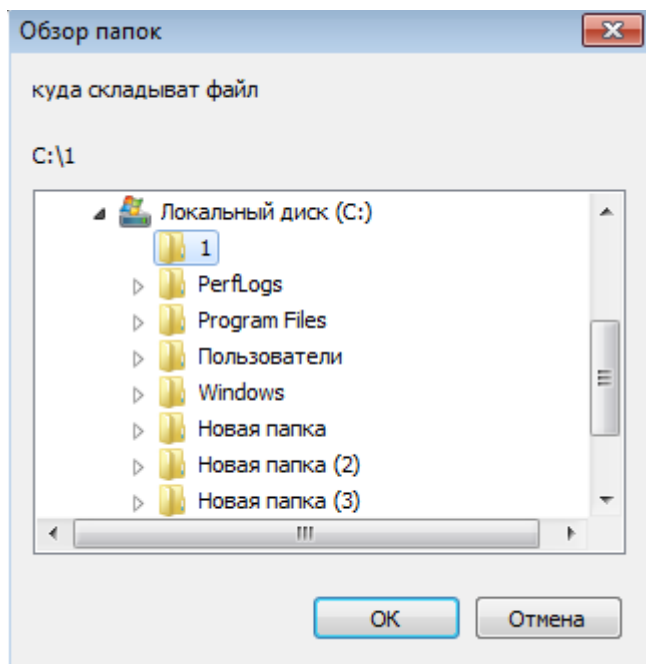 Обзор папок
куда складыват файл
C:\1
Локальный диск (C:)
1
PerfLogs
Program Files
Пользователи
Windows
Новая папка
Новая папка (2)
Новая папка (3)
ОК Отмена